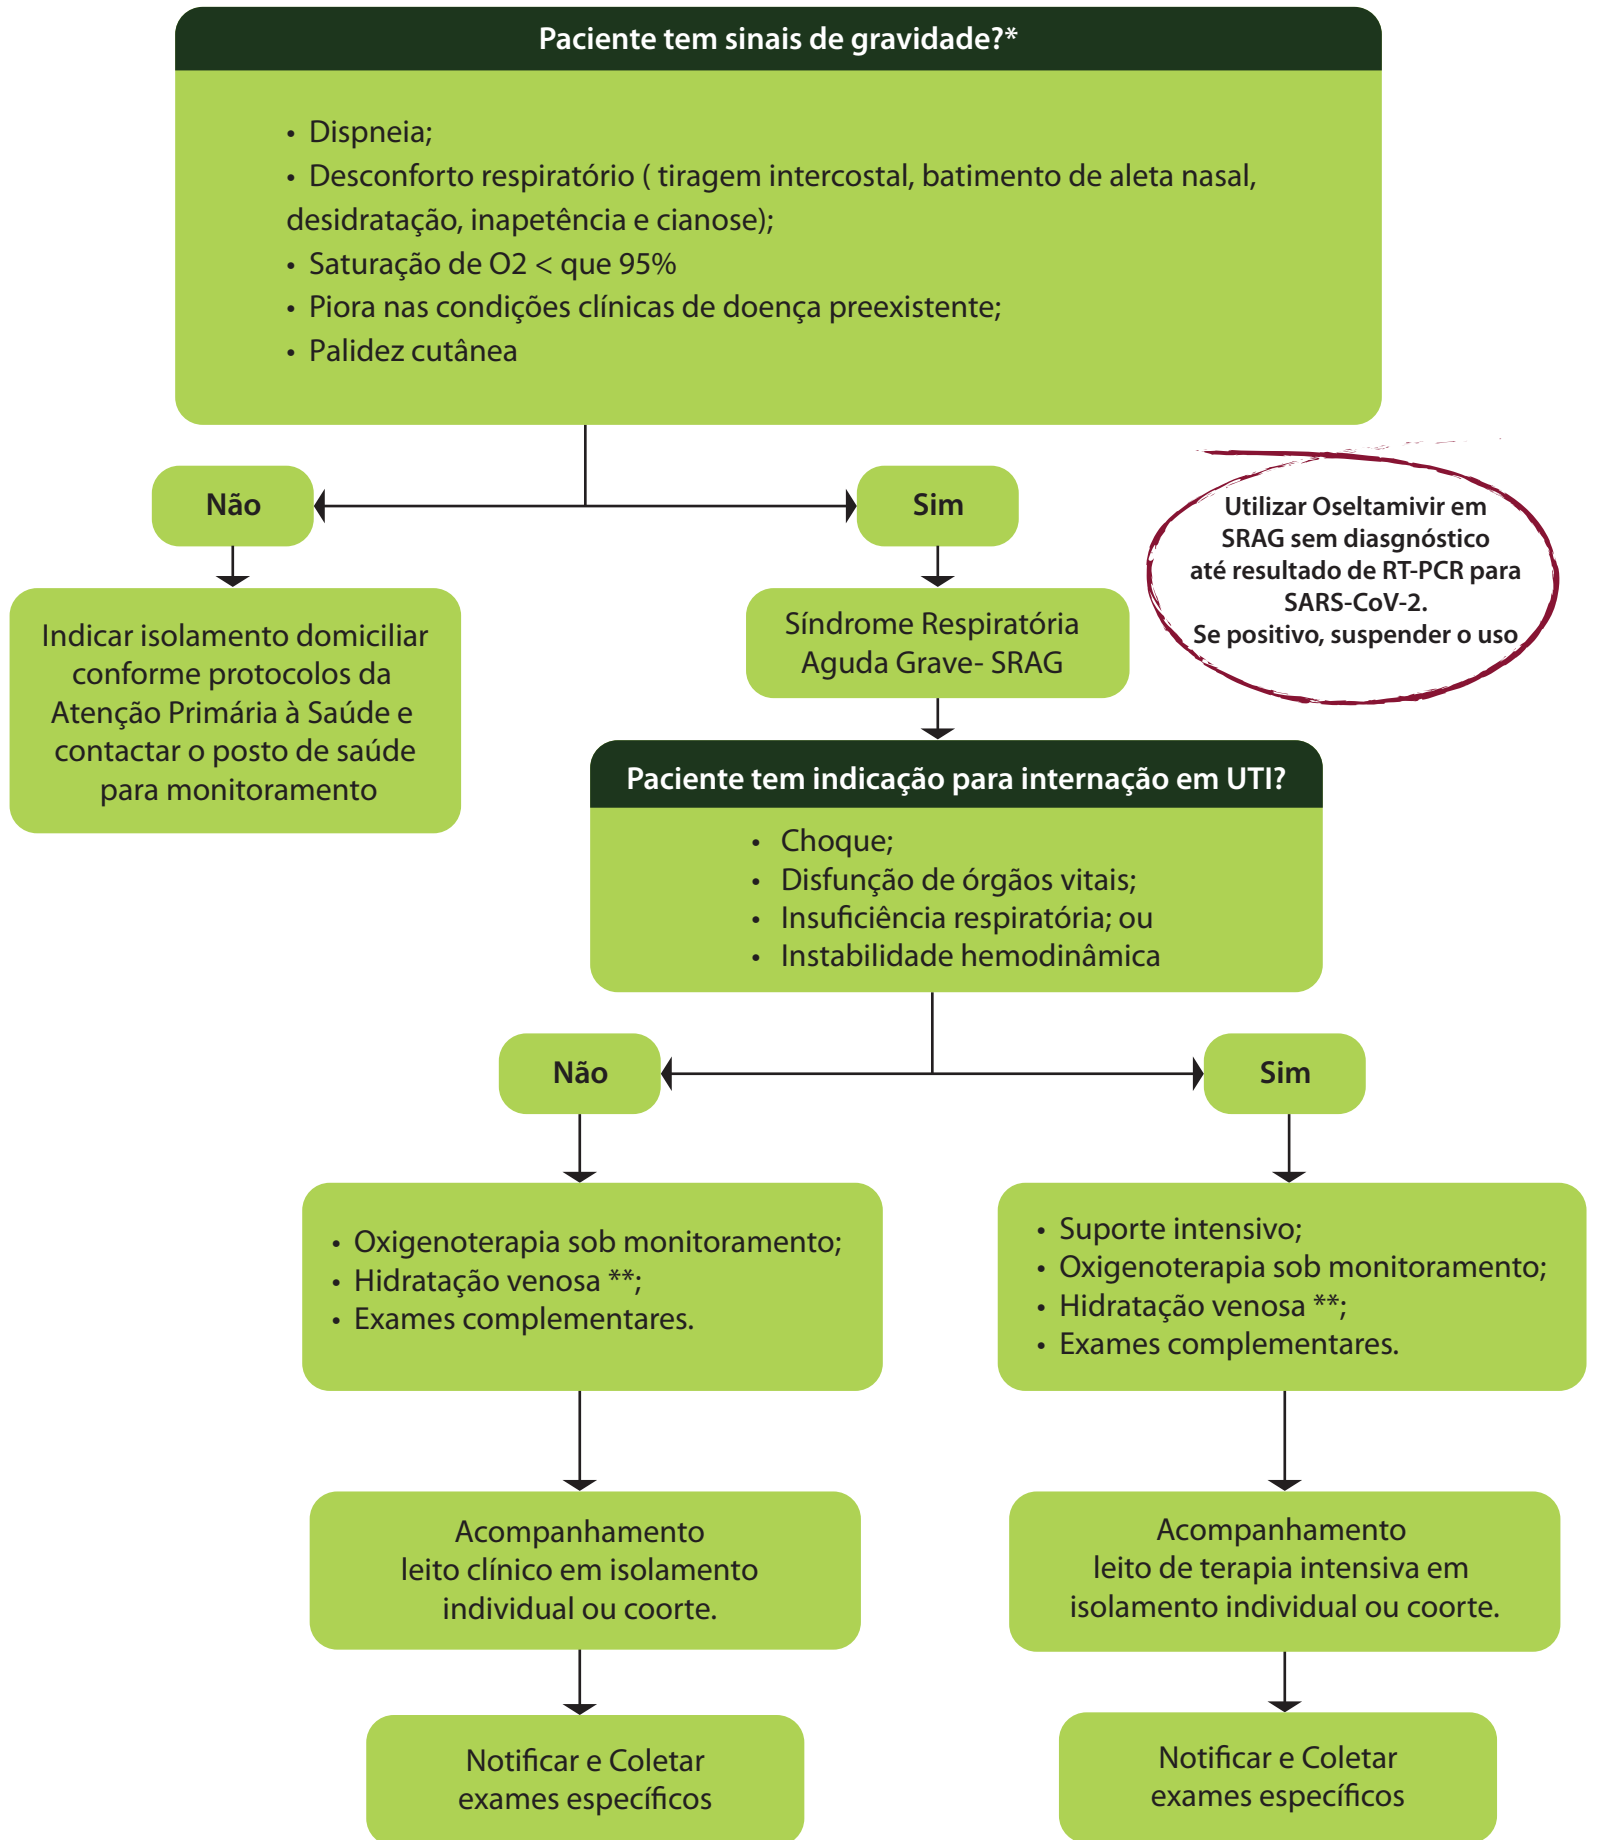 Paciente tem sinais de gravidade?*
• Dispneia;
• Desconforto respiratório ( tiragem intercostal, batimento de aleta nasal,
desidratação, inapetência e cianose);
• Saturação de O2 < que 95%
• Piora nas condições clínicas de doença preexistente;
• Palidez cutânea
Não
Sim
Utilizar Oseltamivir em
SRAG sem diasgnóstico
até resultado de RT-PCR para
SARS-CoV-2.
Se positivo, suspender o uso
Indicar isolamento domiciliar
conforme protocolos da
Atenção Primária à Saúde e
contactar o posto de saúde
para monitoramento
Síndrome Respiratória
Aguda Grave- SRAG
Paciente tem indicação para internação em UTI?
• Choque;
• Disfunção de órgãos vitais;
• Insuficiência respiratória; ou
• Instabilidade hemodinâmica
Não
Sim
• Oxigenoterapia sob monitoramento;
• Hidratação venosa **;
• Exames complementares.
• Suporte intensivo;
• Oxigenoterapia sob monitoramento;
• Hidratação venosa **;
• Exames complementares.
Acompanhamento
leito clínico em isolamento
individual ou coorte.
Acompanhamento
leito de terapia intensiva em
isolamento individual ou coorte.
Notificar e Coletar
exames específicos
Notificar e Coletar
exames específicos